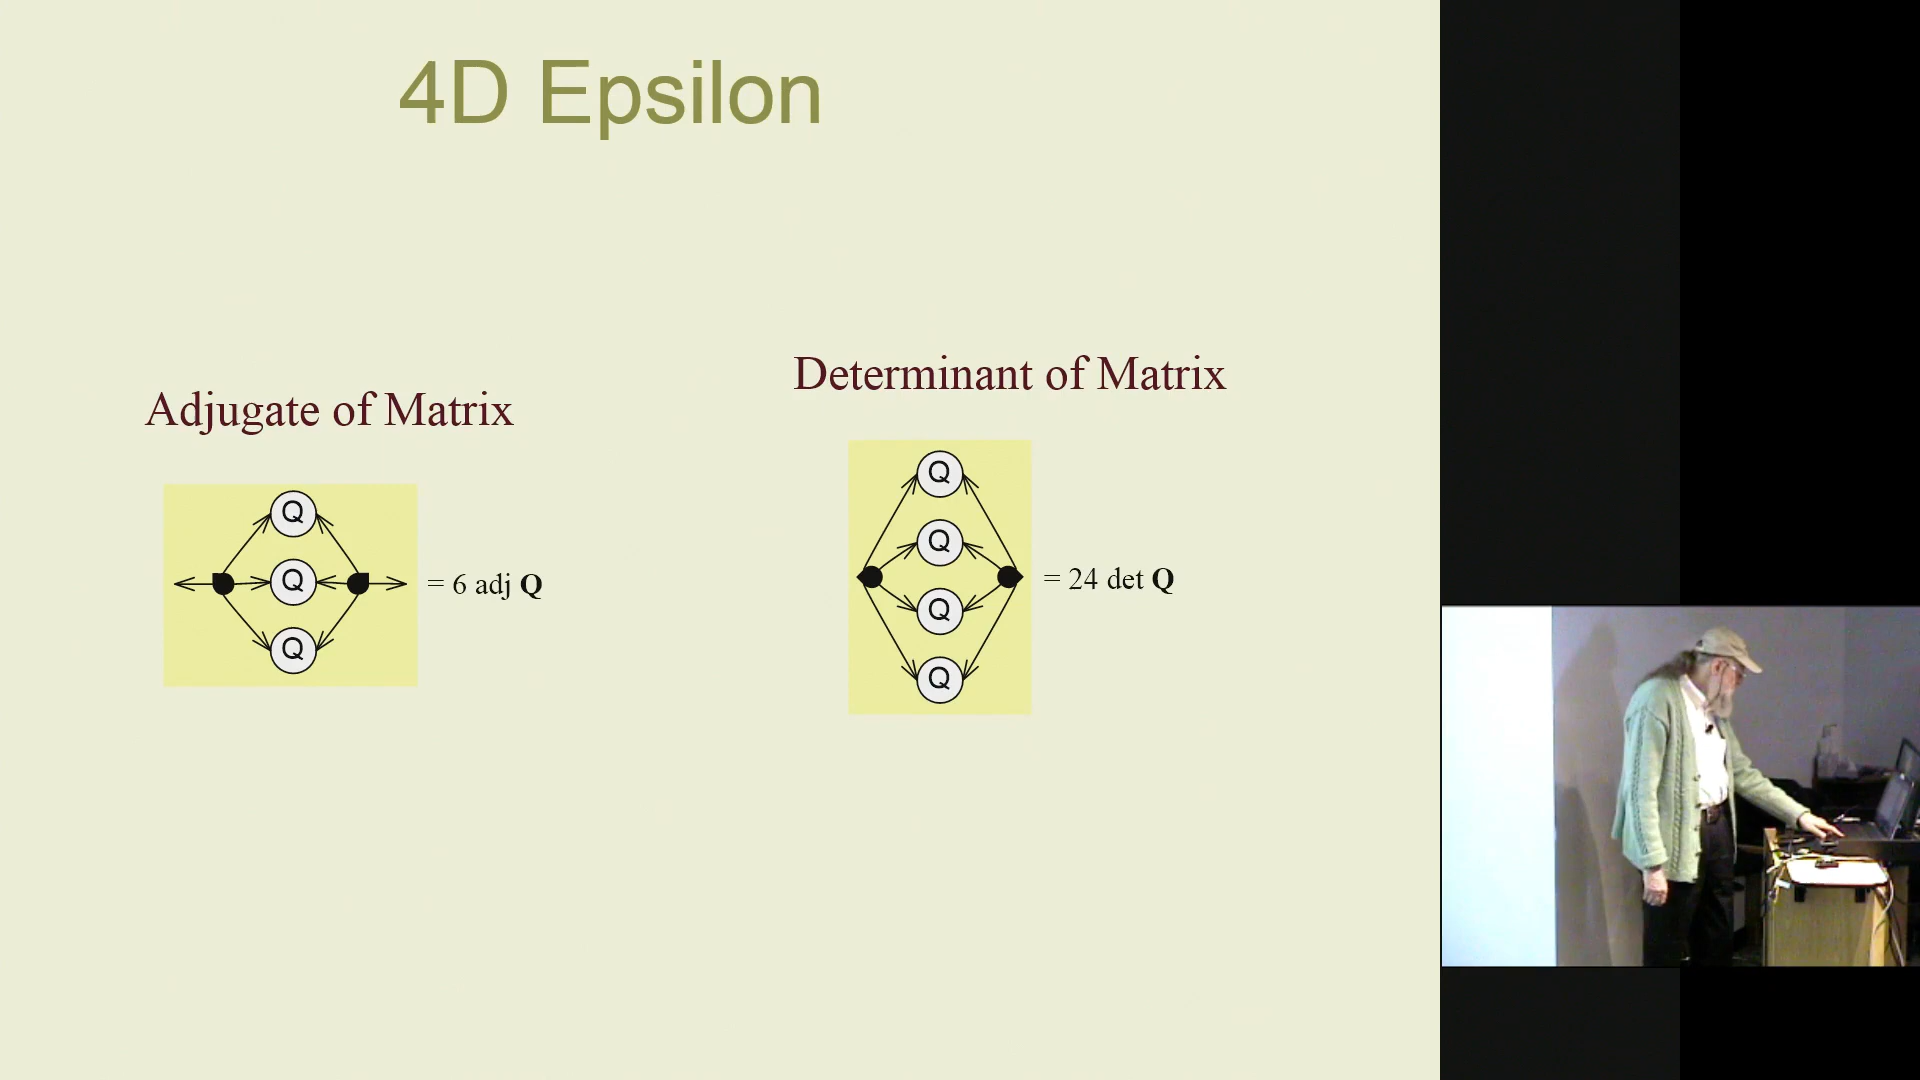 4D Epsilon
Adjugate of Matrix
Q
Q
Q
= 6 adj Q
Determinant of Matrix
Q
Q
Q
Q
= 24 det Q